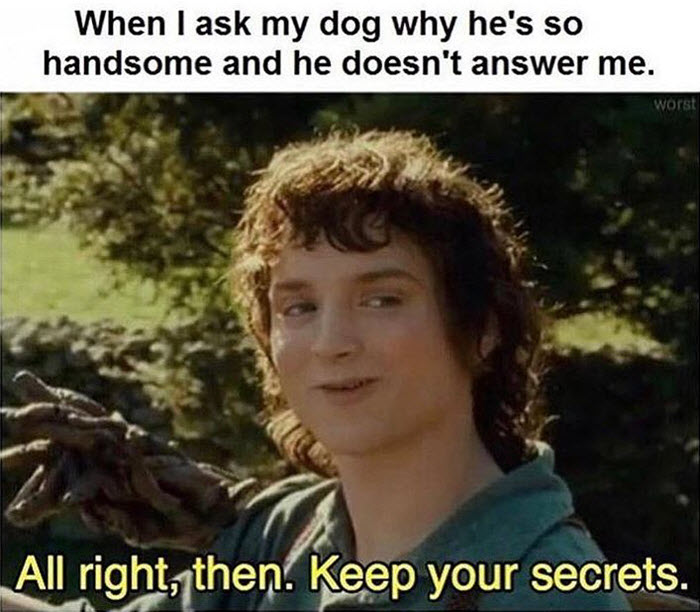 When I ask my dog why he's so
handsome and he doesn't answer me.
worst
All right, then. Keep your secrets.